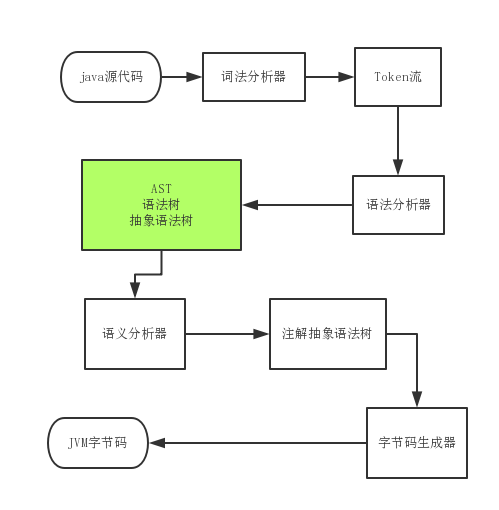 java源代码
词法分析器
Token流
语法分析器
AST
语法树
抽象语法树
语义分析器
注解抽象语法树
字节码生成器
JVM字节码